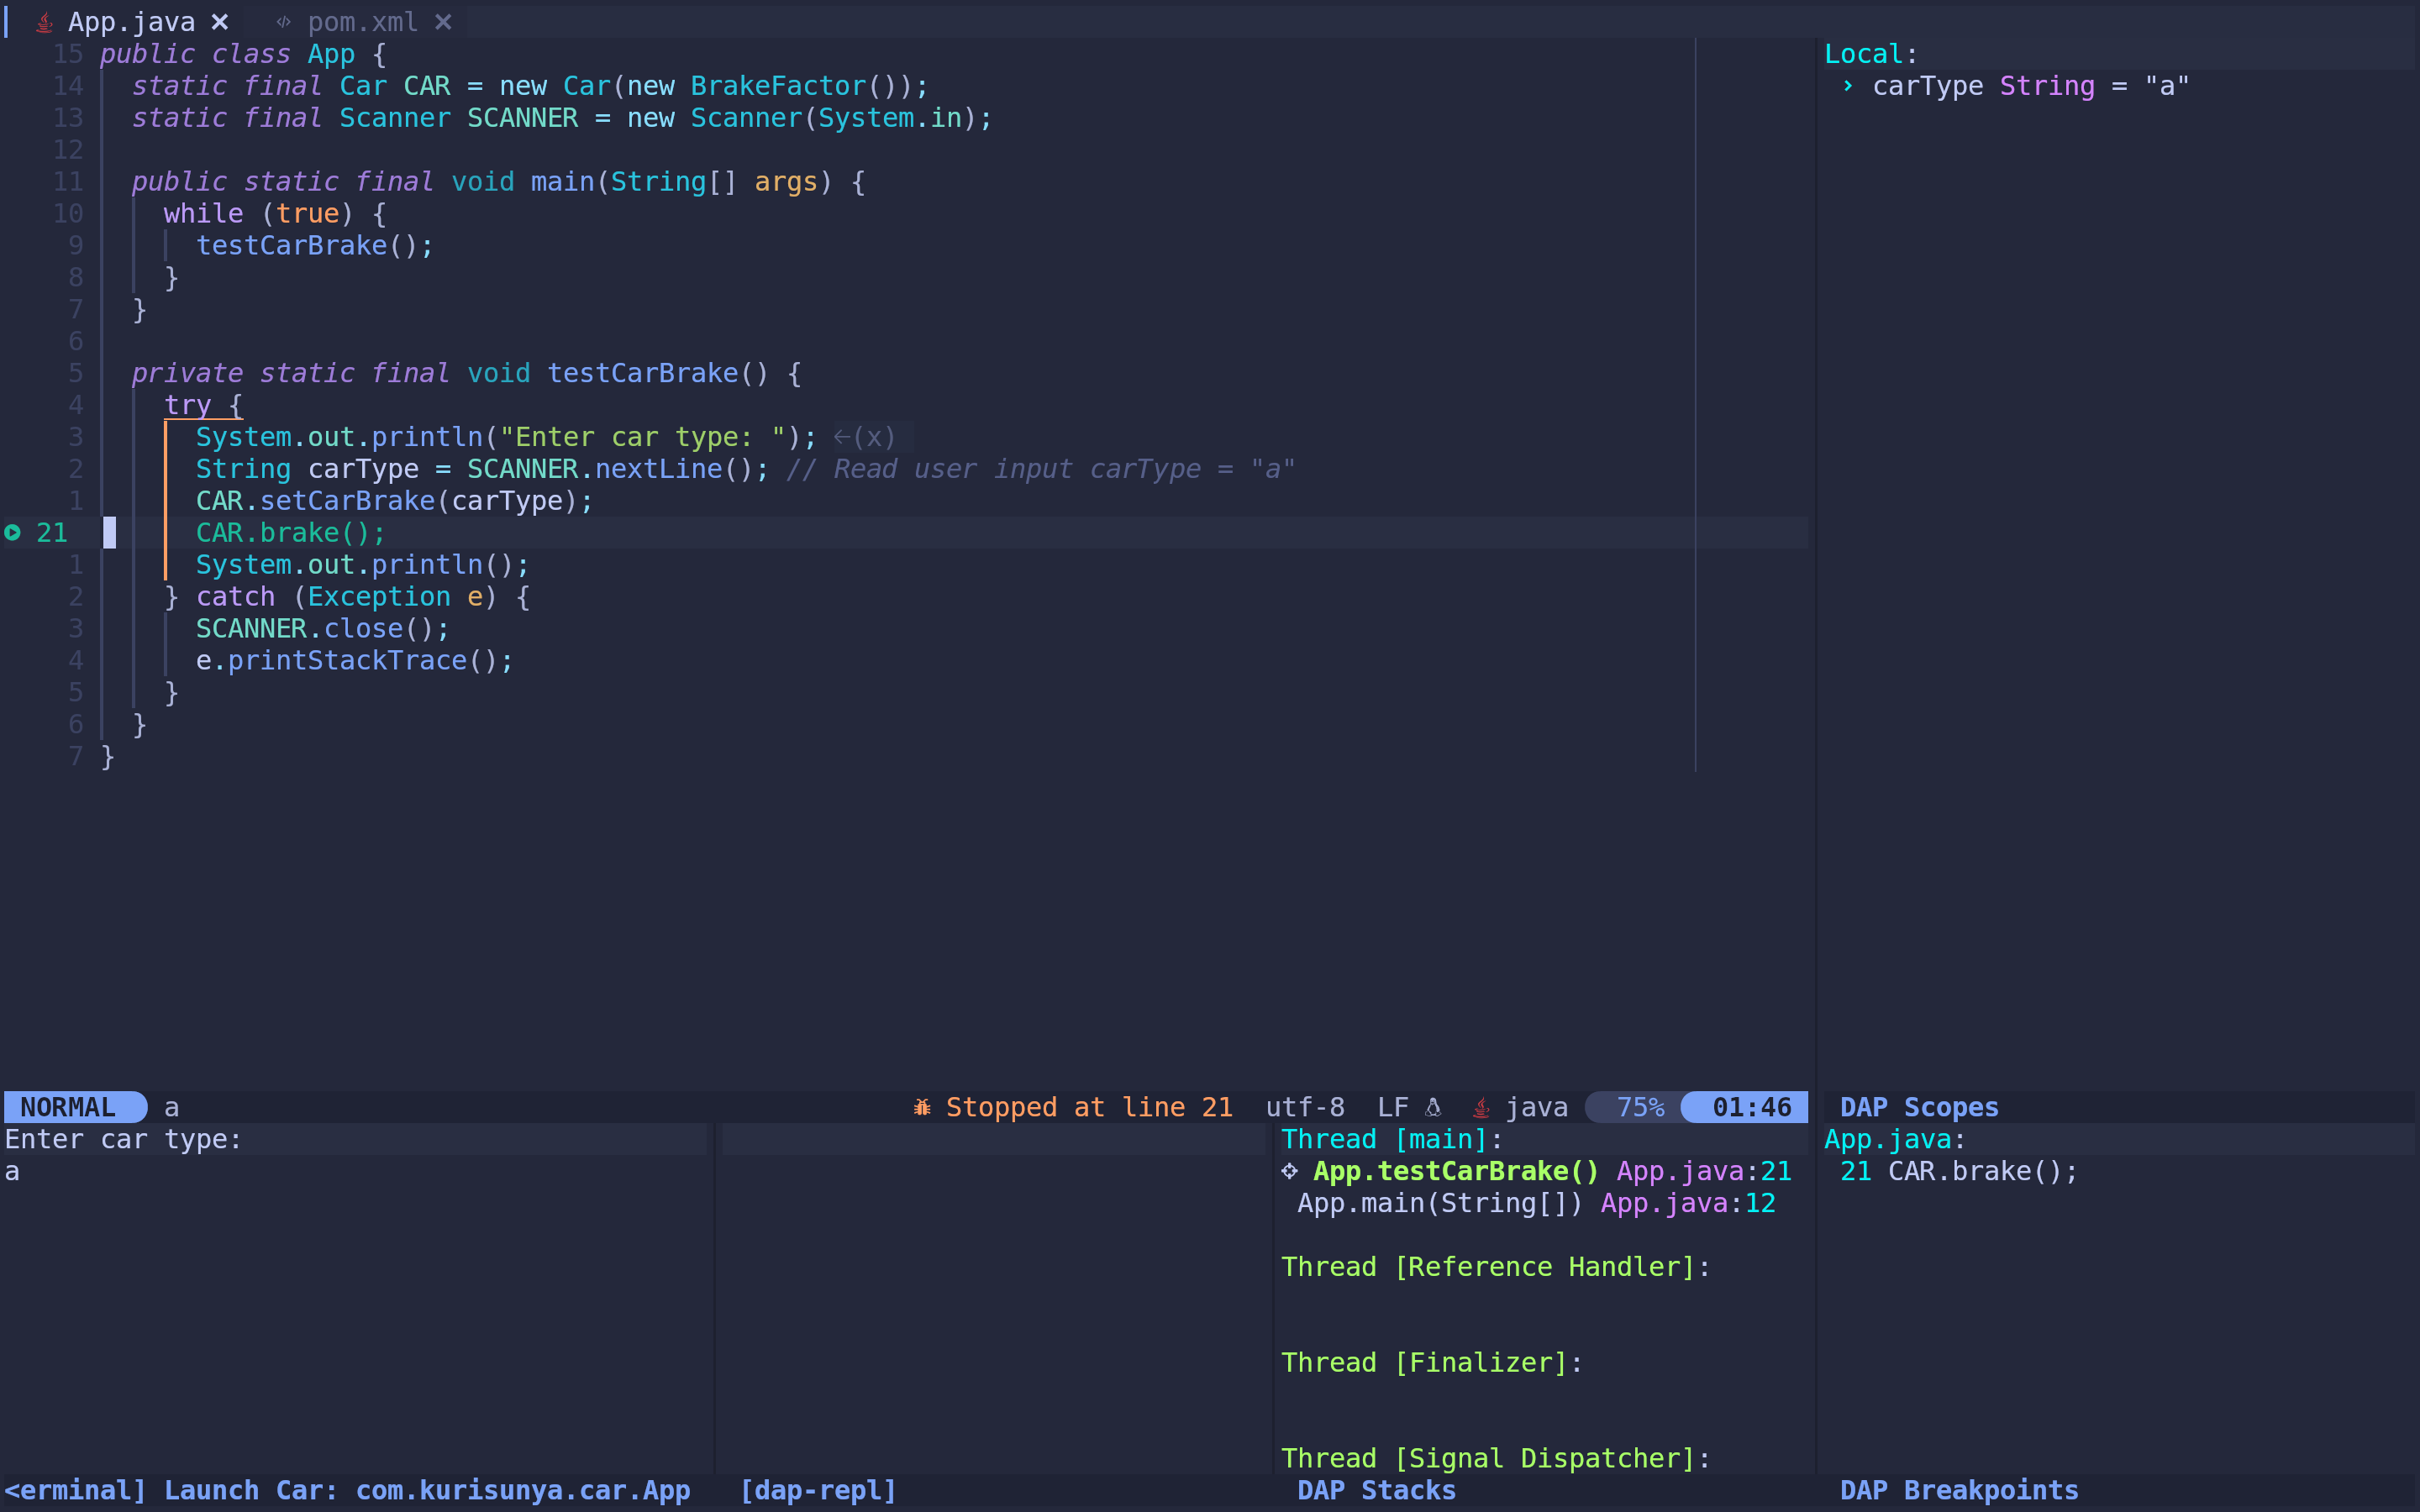 App.java ✕ pom.xml ✕
15 public class App {
14 static final Car CAR = new Car(new BrakeFactor());
13 static final Scanner SCANNER = new Scanner(System.in);
12
11 public static final void main(String[] args) {
10 while (true) {
9 testCarBrake();
8 }
7 }
6
5 private static final void testCarBrake() {
4 try {
3 System.out.println("Enter car type: "); ←(x)
2 String carType = SCANNER.nextLine(); // Read user input carType = "a"
1 CAR.setCarBrake(carType);
21 CAR.brake();
1 System.out.println();
2 } catch (Exception e) {
3 SCANNER.close();
4 e.printStackTrace();
5 }
6 }
7 }
Local:
› carType String = "a"
NORMAL a Stopped at line 21 utf-8 LF java 75% 01:46
DAP Scopes
Enter car type:
a
Thread [main]:
App.testCarBrake() App.java:21
App.main(String[]) App.java:12
Thread [Reference Handler]:
Thread [Finalizer]:
Thread [Signal Dispatcher]:
App.java:
21 CAR.brake();
<erminal] Launch Car: com.kurisunya.car.App [dap-repl] DAP Stacks DAP Breakpoints